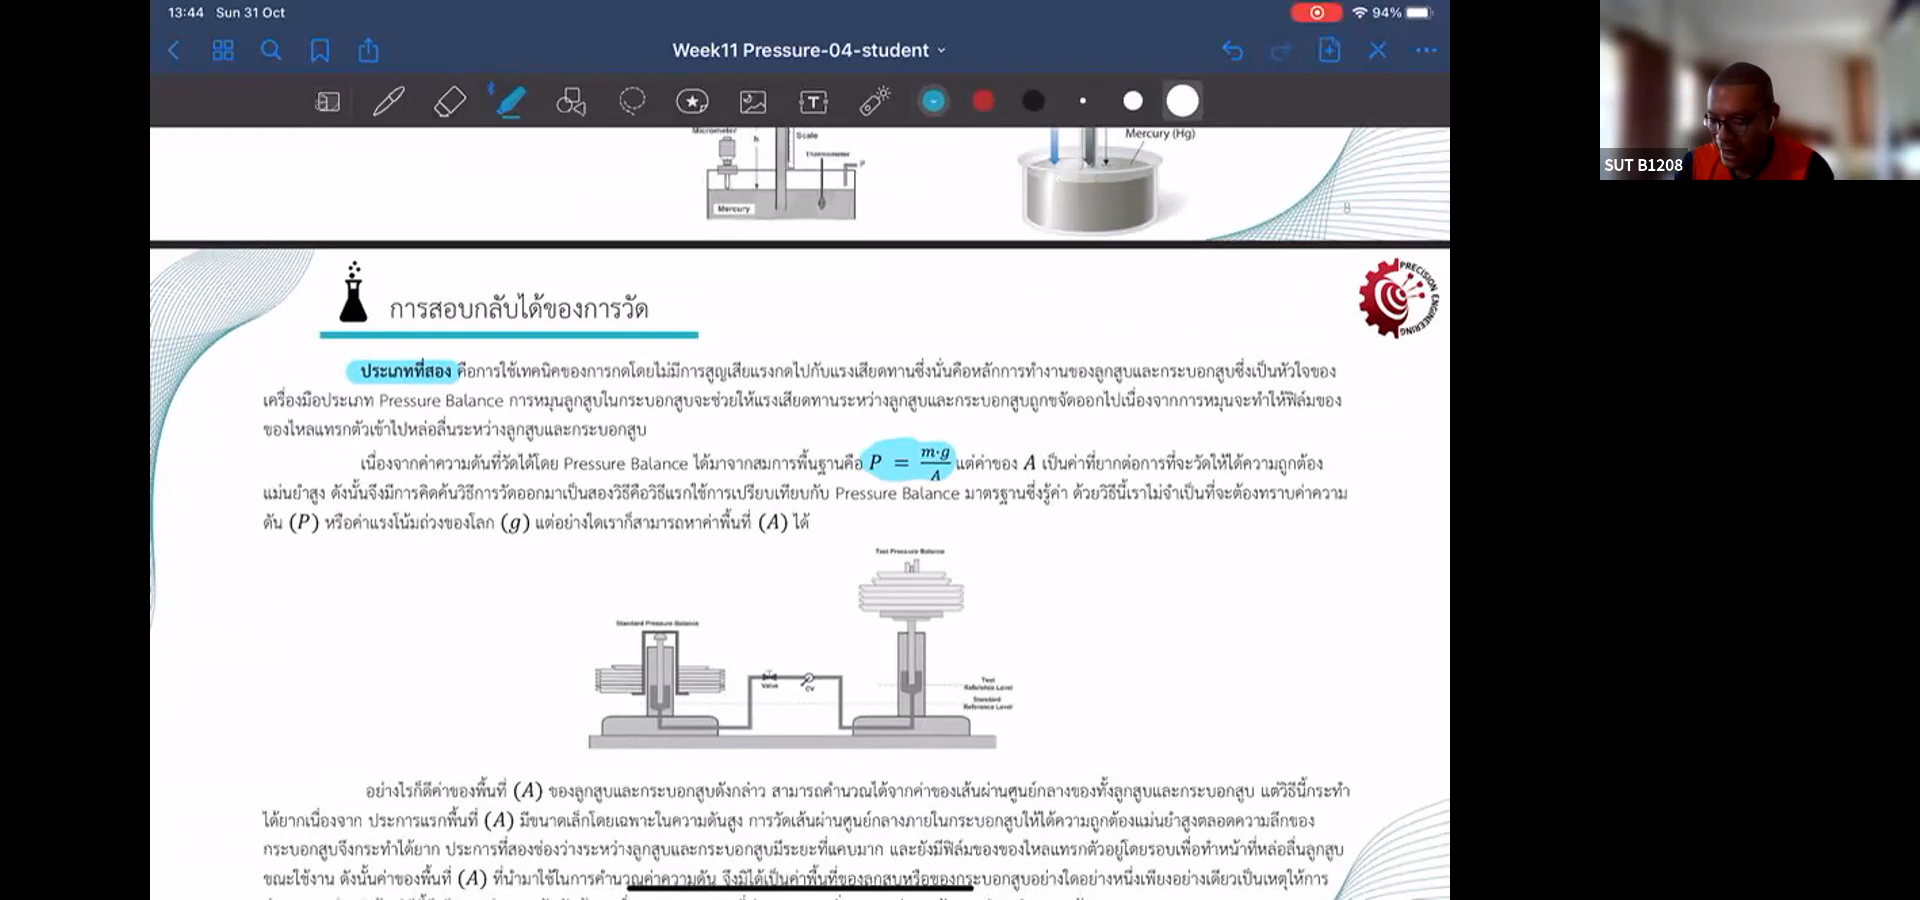 13:44 Sun 31 Oct
94%
Week11 Pressure-04-student
Micrometer
h
Scale
Thermometer
P
Mercury
Mercury (Hg)
8
SUT B1208
PRECISION ENGINEERING
การสอบกลับได้ของการวัด
ประเภทที่สอง คือการใช้เทคนิคของการกดโดยไม่มีการสูญเสียแรงกดไปกับแรงเสียดทานซึ่งนั่นคือหลักการทำงานของลูกสูบและกระบอกสูบซึ่งเป็นหัวใจของ
เครื่องมือประเภท Pressure Balance การหมุนลูกสูบในกระบอกสูบจะช่วยให้แรงเสียดทานระหว่างลูกสูบและกระบอกสูบถูกขจัดออกไปเนื่องจากการหมุนจะทำให้ฟิล์มของ
ของไหลแทรกตัวเข้าไปหล่อลื่นระหว่างลูกสูบและกระบอกสูบ
เนื่องจากค่าความดันที่วัดได้โดย Pressure Balance ได้มาจากสมการพื้นฐานคือ P = m·g/A แต่ค่าของ A เป็นค่าที่ยากต่อการที่จะวัดให้ได้ความถูกต้อง
แม่นยำสูง ดังนั้นจึงมีการคิดค้นวิธีการวัดออกมาเป็นสองวิธีคือวิธีแรกใช้การเปรียบเทียบกับ Pressure Balance มาตรฐานซึ่งรู้ค่า ด้วยวิธีนี้เราไม่จำเป็นที่จะต้องทราบค่าความ
ดัน (P) หรือค่าแรงโน้มถ่วงของโลก (g) แต่อย่างใดเราก็สามารถหาค่าพื้นที่ (A) ได้
Test Pressure Balance
Standard Pressure Balance
Valve
CV
Test
Reference Level
Standard
Reference Level
อย่างไรก็ดีค่าของพื้นที่ (A) ของลูกสูบและกระบอกสูบดังกล่าว สามารถคำนวณได้จากค่าของเส้นผ่านศูนย์กลางของทั้งลูกสูบและกระบอกสูบ แต่วิธีนี้กระทำ
ได้ยากเนื่องจาก ประการแรกพื้นที่ (A) มีขนาดเล็กโดยเฉพาะในความดันสูง การวัดเส้นผ่านศูนย์กลางภายในกระบอกสูบให้ได้ความถูกต้องแม่นยำสูงตลอดความลึกของ
กระบอกสูบจึงกระทำได้ยาก ประการที่สองช่องว่างระหว่างลูกสูบและกระบอกสูบมีระยะที่แคบมาก และยังมีฟิล์มของของไหลแทรกตัวอยู่โดยรอบเพื่อทำหน้าที่หล่อลื่นลูกสูบ
ขณะใช้งาน ดังนั้นค่าของพื้นที่ (A) ที่นำมาใช้ในการคำนวณค่าความดัน จึงมิได้เป็นค่าพื้นที่ของลูกสูบหรือของกระบอกสูบอย่างใดอย่างหนึ่งเพียงอย่างเดียวเป็นเหตุให้การ